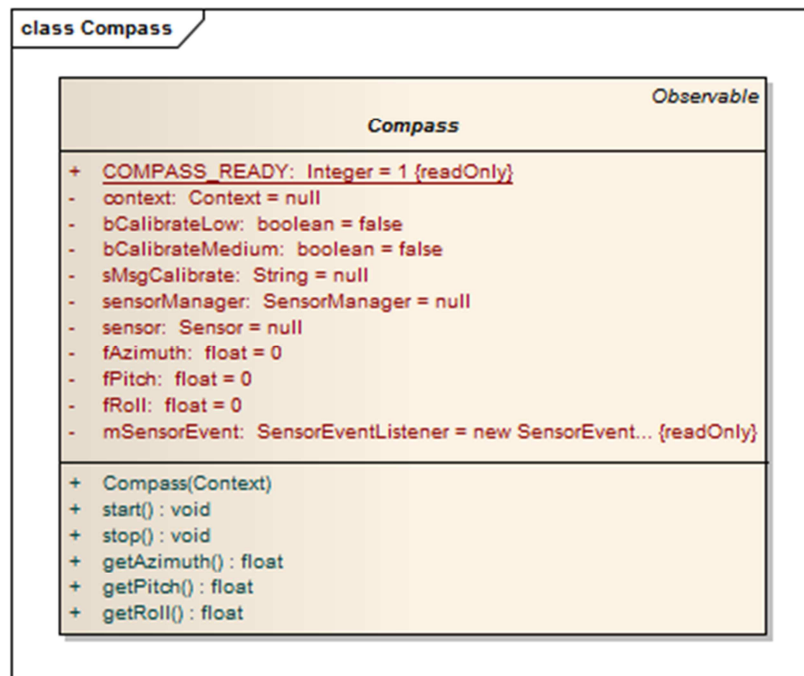 class Compass
Observable
Compass
+ COMPASS_READY: Integer = 1 {readOnly}
- context: Context = null
- bCalibrateLow: boolean = false
- bCalibrateMedium: boolean = false
- sMsgCalibrate: String = null
- sensorManager: SensorManager = null
- sensor: Sensor = null
- fAzimuth: float = 0
- fPitch: float = 0
- fRoll: float = 0
- mSensorEvent: SensorEventListener = new SensorEvent... {readOnly}
+ Compass(Context)
+ start() : void
+ stop() : void
+ getAzimuth() : float
+ getPitch() : float
+ getRoll() : float